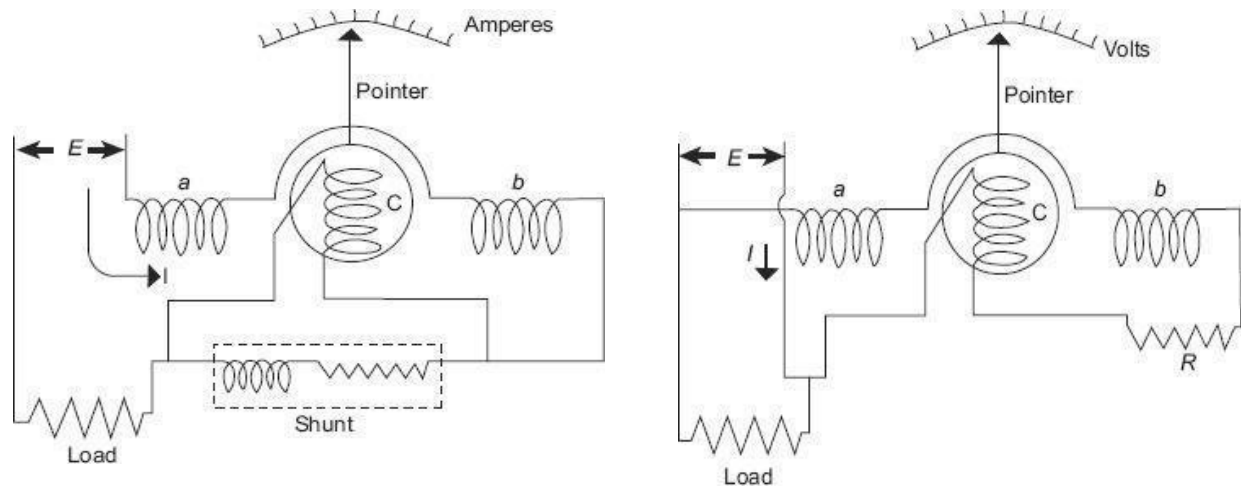 Amperes
Pointer
E
a
b
C
I
Shunt
Load
Volts
Pointer
E
a
b
C
I
R
Load